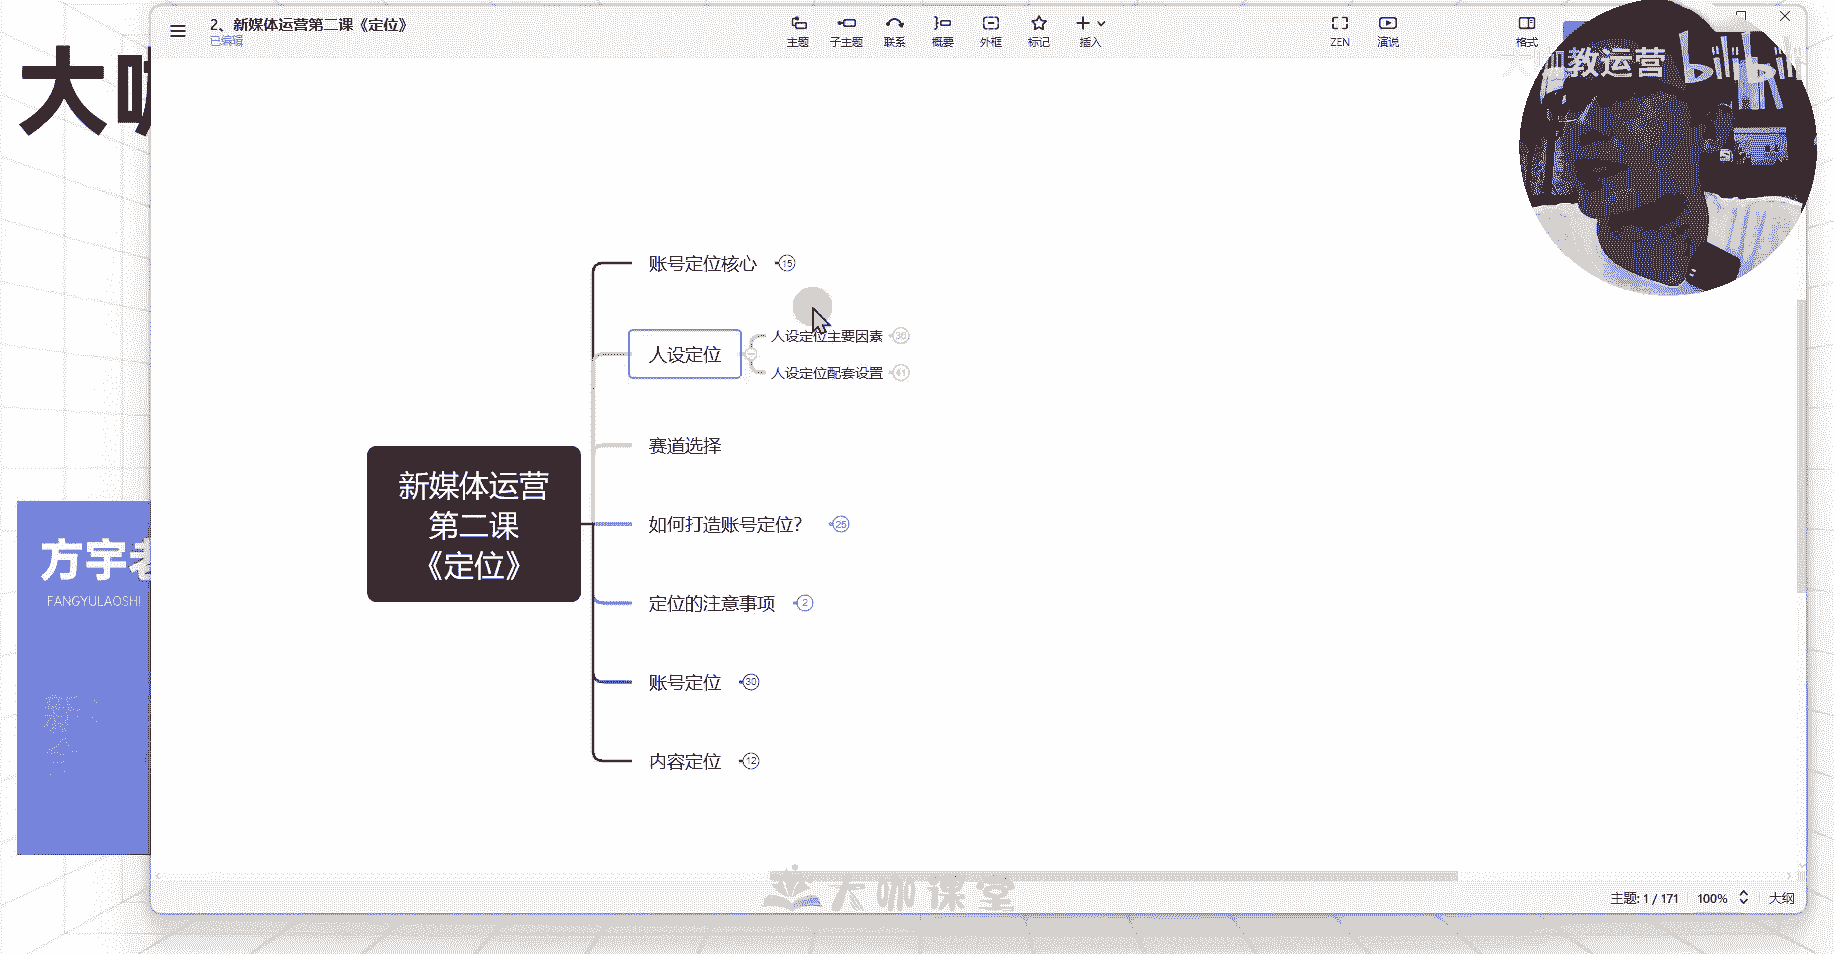 2、新媒体运营第二课《定位》
已编辑
主题
子主题
联系
概要
外框
标记
插入
ZEN
演说
格式
大咖教运营
bilibili
大咖
账号定位核心 15
人设定位
人设定位主要因素 36
人设定位配套设置 41
赛道选择
新媒体运营
第二课
《定位》
如何打造账号定位? 25
定位的注意事项 2
账号定位 30
内容定位 12
方宇老
FANGYULAOSHI
大咖课堂
主题: 1 / 171
100%
大纲